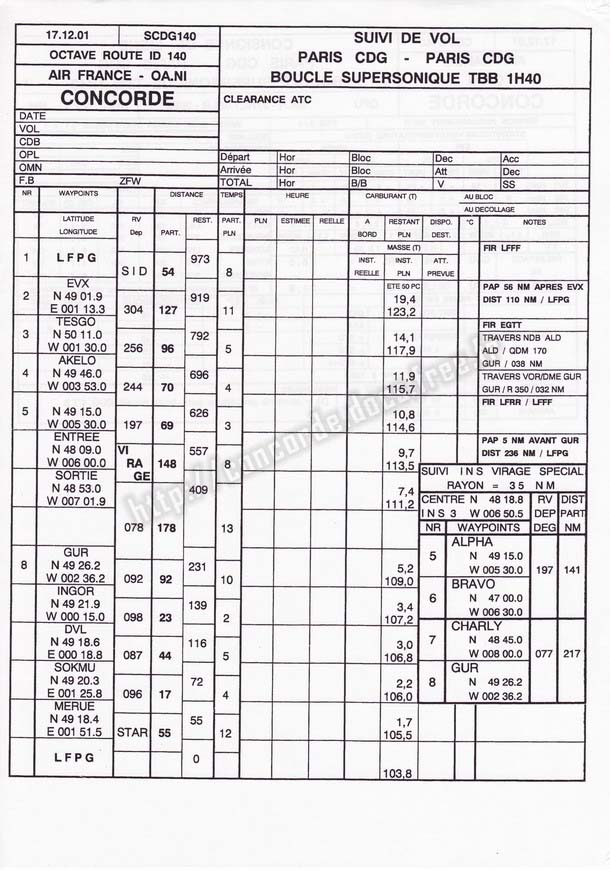 17.12.01 SCDG140
OCTAVE ROUTE ID 140
AIR FRANCE - OA.NI
CONCORDE
SUIVI DE VOL
PARIS CDG - PARIS CDG
BOUCLE SUPERSONIQUE TBB 1H40
CLEARANCE ATC
DATE
VOL
CDB
OPL Départ Hor Bloc Dec Acc
OMN Arrivée Hor Bloc Att Dec
F.B ZFW TOTAL Hor B/B V SS
NR WAYPOINTS DISTANCE TEMPS HEURE CARBURANT (T) AU BLOC
AU DECOLLAGE
LATITUDE RV REST. PART. PLN ESTIMEE REELLE A RESTANT DISPO. °C NOTES
LONGITUDE Dep PART. PLN BORD PLN DEST.
MASSE (T)
INST. INST. ATT.
REELLE PLN PREVUE
1 LFPG 973 FIR LFFF
SID 54 8
EVX ETE 50 PC PAP 56 NM APRES EVX
2 N 49 01.9 919 19,4 DIST 110 NM / LFPG
E 001 13.3 304 127 11 123,2
TESGO FIR EGTT
3 N 50 11.0 792 14,1 TRAVERS NDB ALD
W 001 30.0 256 96 5 117,9 ALD / QDM 170
GUR / 038 NM
AKELO
4 N 49 46.0 696 11,9 TRAVERS VOR/DME GUR
W 003 53.0 244 70 4 115,7 GUR / R 350 / 032 NM
FIR LFRR / LFFF
5 N 49 15.0 626 10,8
W 005 30.0 197 69 3 114,6
ENTREE PAP 5 NM AVANT GUR
N 48 09.0 VI 557 9,7 DIST 236 NM / LFPG
W 006 00.0 RA 148 8 113,5
SORTIE GE
N 48 53.0 409 7,4
W 007 01.9 111,2
078 178 13
SUIVI INS VIRAGE SPECIAL
RAYON = 35 NM
CENTRE N 48 18.8 RV DIST
INS 3 W 006 50.5 DEP PART
NR WAYPOINTS DEG NM
ALPHA
5 N 49 15.0
W 005 30.0 197 141
BRAVO
6 N 47 00.0
W 006 30.0
CHARLY
7 N 48 45.0
W 008 00.0 077 217
GUR
8 N 49 26.2
W 002 36.2
GUR
8 N 49 26.2 231 5,2
W 002 36.2 092 92 10 109,0
INGOR
N 49 21.9 139 3,4
W 000 15.0 098 23 2 107,2
DVL
N 49 18.6 116 3,0
E 000 18.8 087 44 5 106,8
SOKMU
N 49 20.3 72 2,2
E 001 25.8 096 17 4 106,0
MERUE
N 49 18.4 55 1,7
E 001 51.5 STAR 55 12 105,5
LFPG 0
103,8